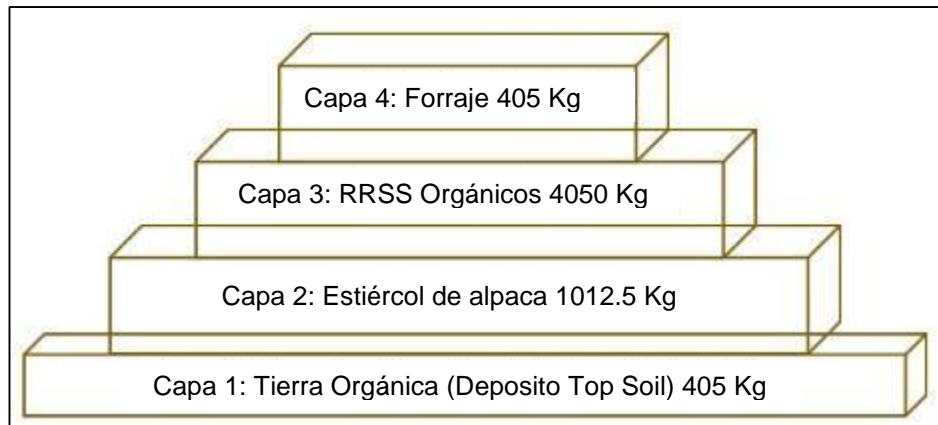 Capa 4: Forraje 405 Kg
Capa 3: RRSS Orgánicos 4050 Kg
Capa 2: Estiércol de alpaca 1012.5 Kg
Capa 1: Tierra Orgánica (Deposito Top Soil) 405 Kg